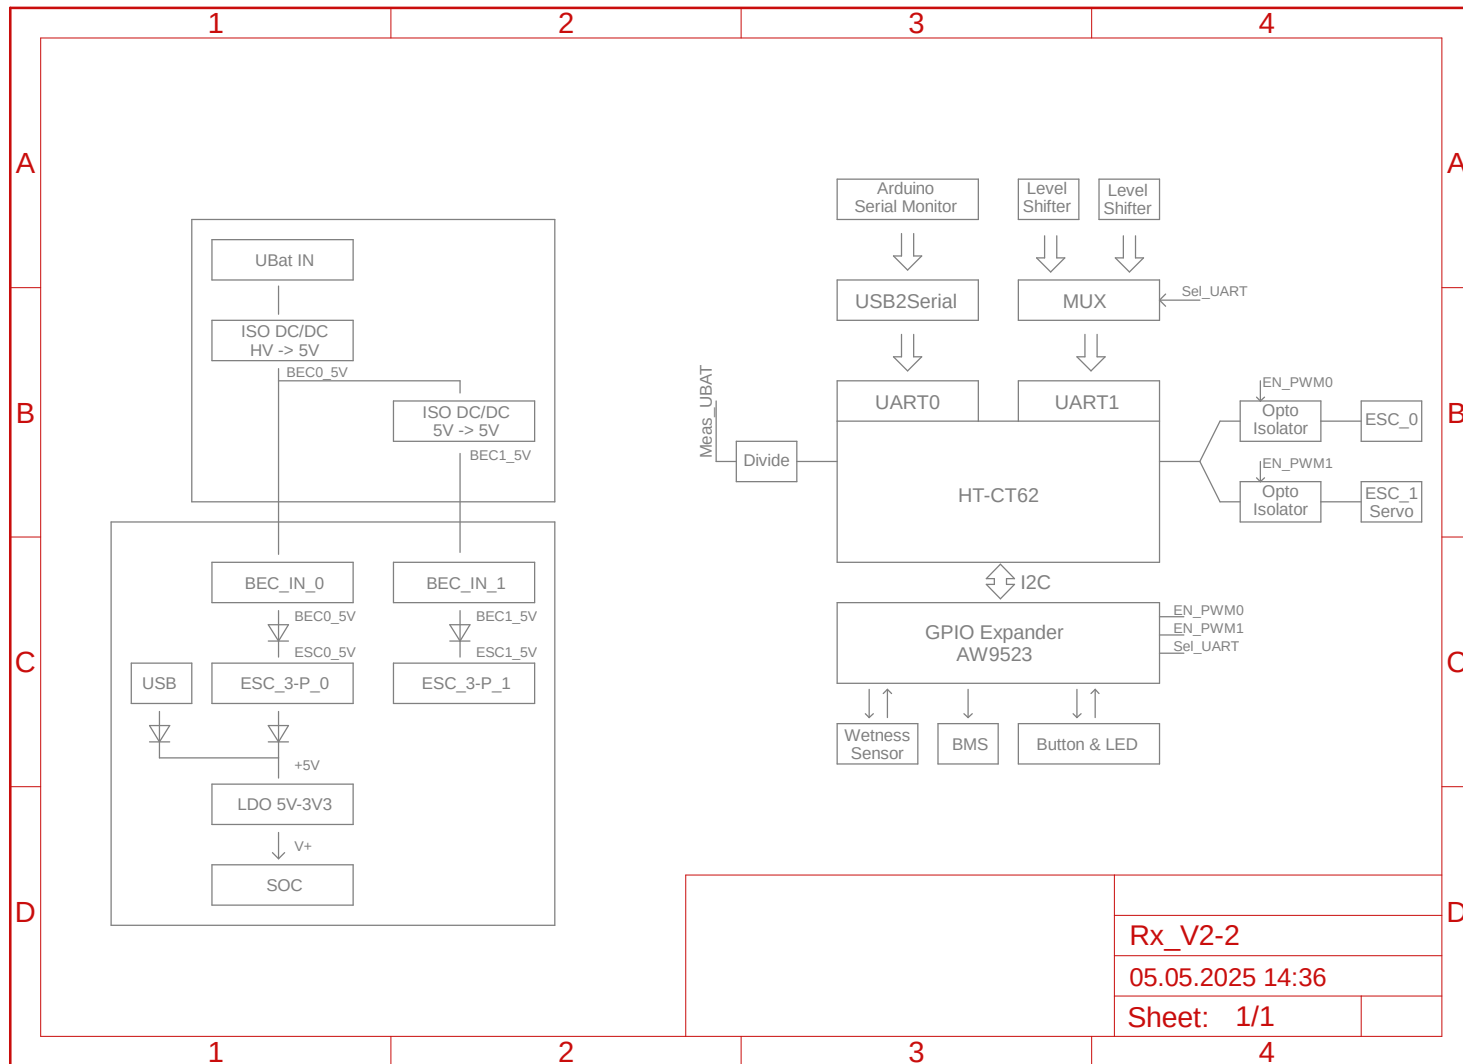 1 2 3 4
A A
Arduino
Serial Monitor
Level
Shifter
Level
Shifter
UBat IN
USB2Serial
MUX
Sel_UART
ISO DC/DC
HV -> 5V
BEC0_5V
Meas_UBAT
UART0
UART1
EN_PWM0
Opto
Isolator
ESC_0
B B
ISO DC/DC
5V -> 5V
BEC1_5V
Divide
HT-CT62
EN_PWM1
Opto
Isolator
ESC_1
Servo
BEC_IN_0
BEC_IN_1
I2C
BEC0_5V
BEC1_5V
ESC0_5V
ESC1_5V
GPIO Expander
AW9523
EN_PWM0
EN_PWM1
Sel_UART
C C
USB
ESC_3-P_0
ESC_3-P_1
Wetness
Sensor
BMS
Button & LED
+5V
LDO 5V-3V3
V+
SOC
D D
Rx_V2-2
05.05.2025 14:36
Sheet: 1/1
1 2 3 4